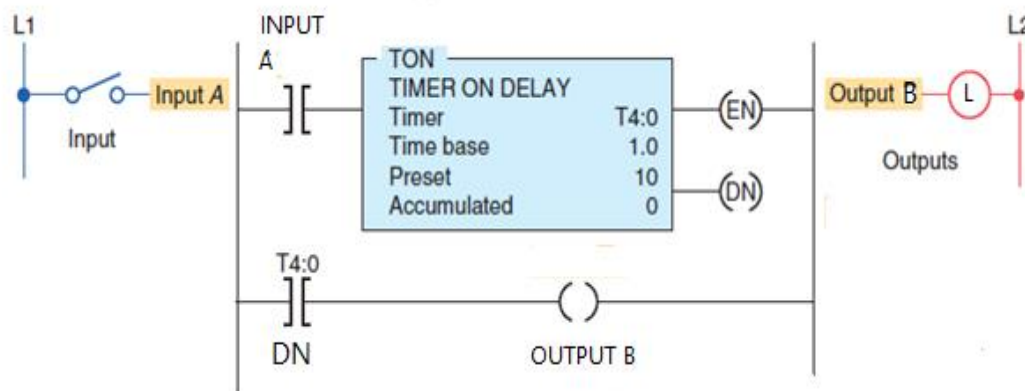 L1
INPUT
A
L2
Input A
Input
TON
TIMER ON DELAY
Timer T4:0
Time base 1.0
Preset 10
Accumulated 0
EN
DN
Output B
L
Outputs
T4:0
DN
OUTPUT B